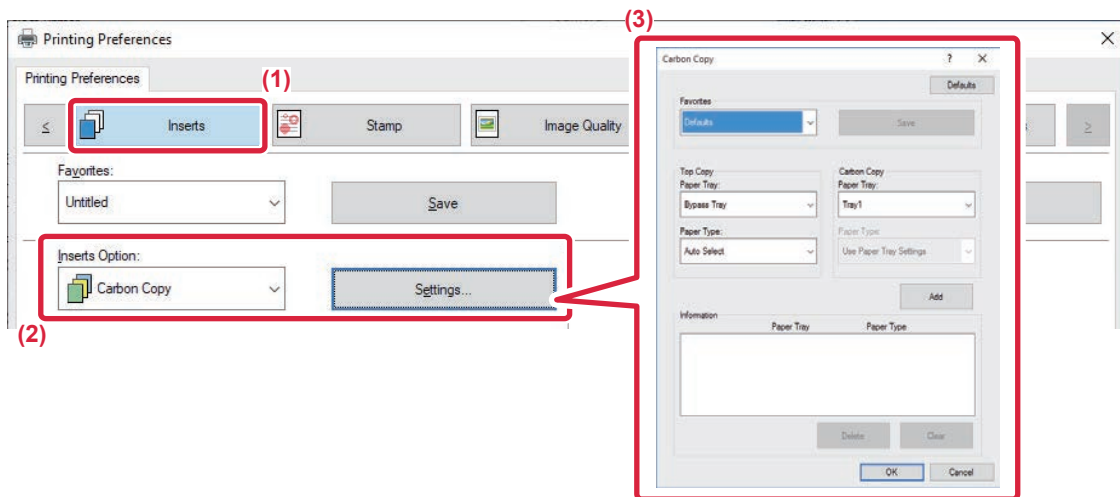 (3)
Printing Preferences
Carbon Copy ? X
Printing Preferences
(1)
Defaults
Favorites
< Inserts Stamp Image Quality s >
Defaults Save
Favorites:
Untitled Save
Top Copy Carbon Copy
Paper Tray: Paper Tray:
Bypass Tray Tray1
Paper Type: Paper Type:
Auto Select Use Paper Tray Settings
Inserts Option:
Carbon Copy Settings...
Add
(2)
Information
Paper Tray Paper Type
Delete Clear
OK Cancel